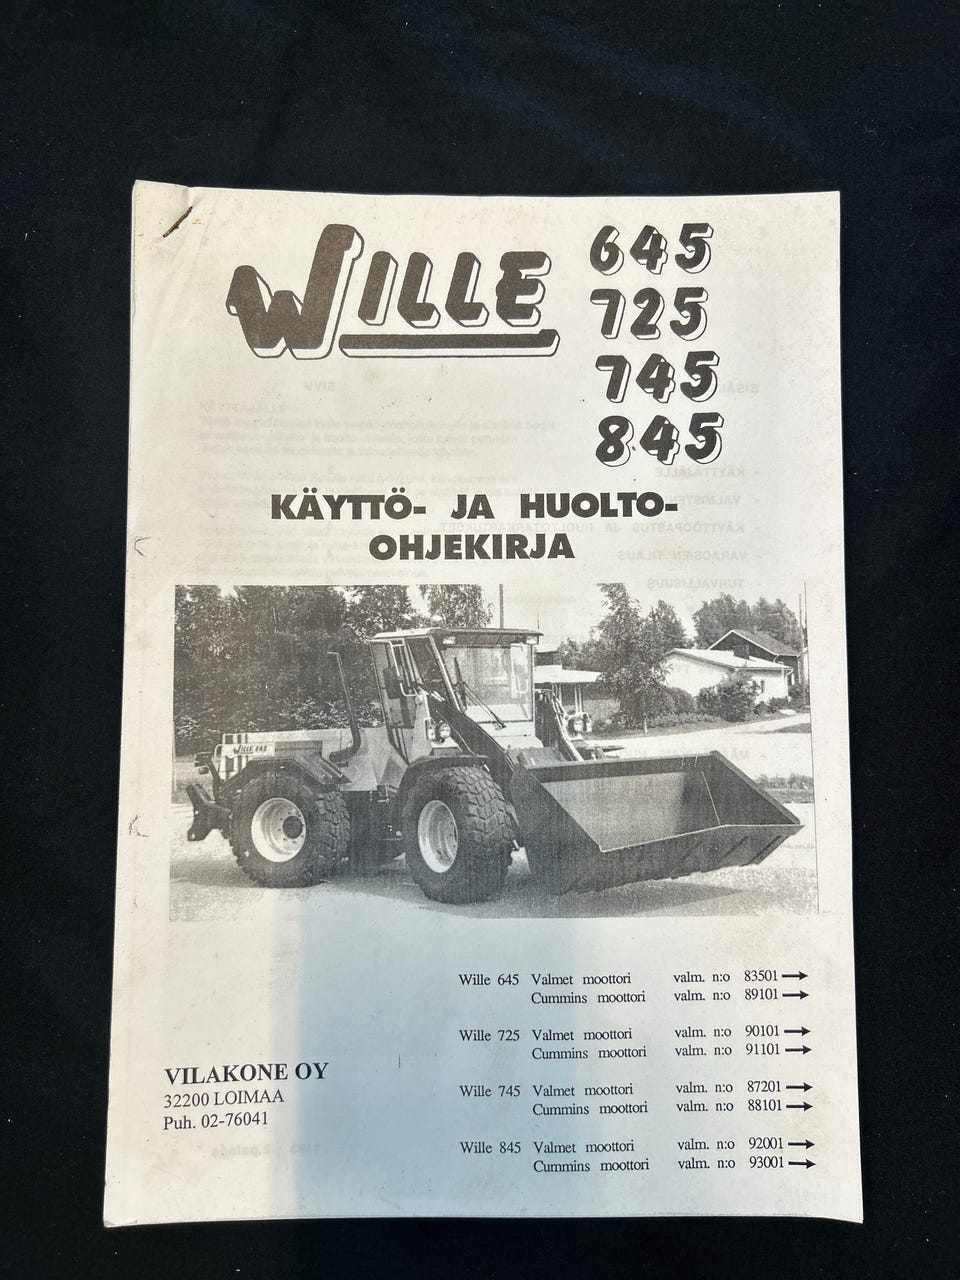 WILLE 645
725
745
845
KÄYTTÖ- JA HUOLTO-
OHJEKIRJA
WILLE 645
Wille 645 Valmet moottori valm. n:o 83501 →
Cummins moottori valm. n:o 89101 →
Wille 725 Valmet moottori valm. n:o 90101 →
Cummins moottori valm. n:o 91101 →
Wille 745 Valmet moottori valm. n:o 87201 →
Cummins moottori valm. n:o 88101 →
Wille 845 Valmet moottori valm. n:o 92001 →
Cummins moottori valm. n:o 93001 →
VILAKONE OY
32200 LOIMAA
Puh. 02-76041